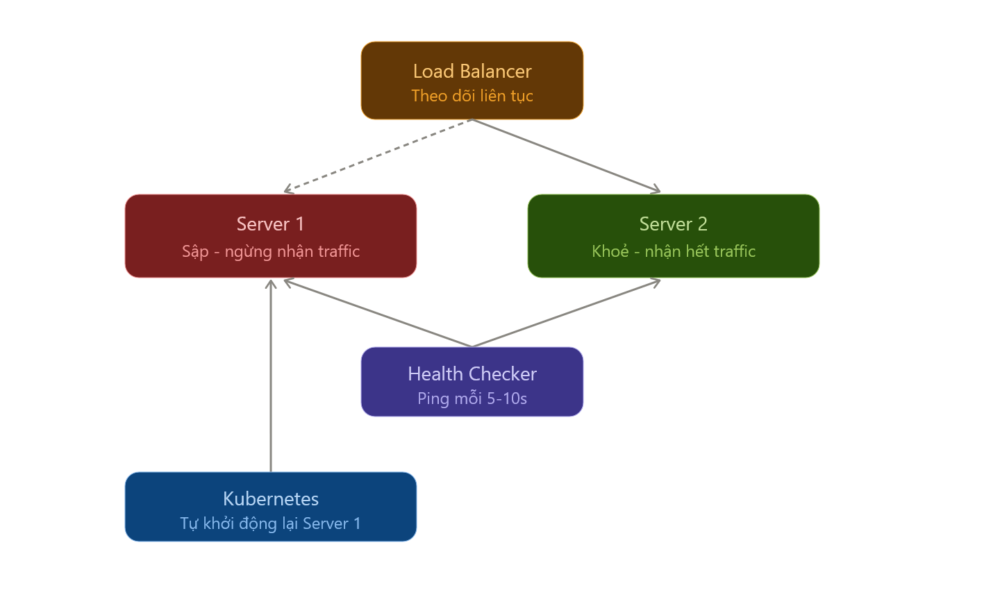 Load Balancer
Theo dõi liên tục
Server 1
Sập - ngừng nhận traffic
Server 2
Khoẻ - nhận hết traffic
Health Checker
Ping mỗi 5-10s
Kubernetes
Tự khởi động lại Server 1